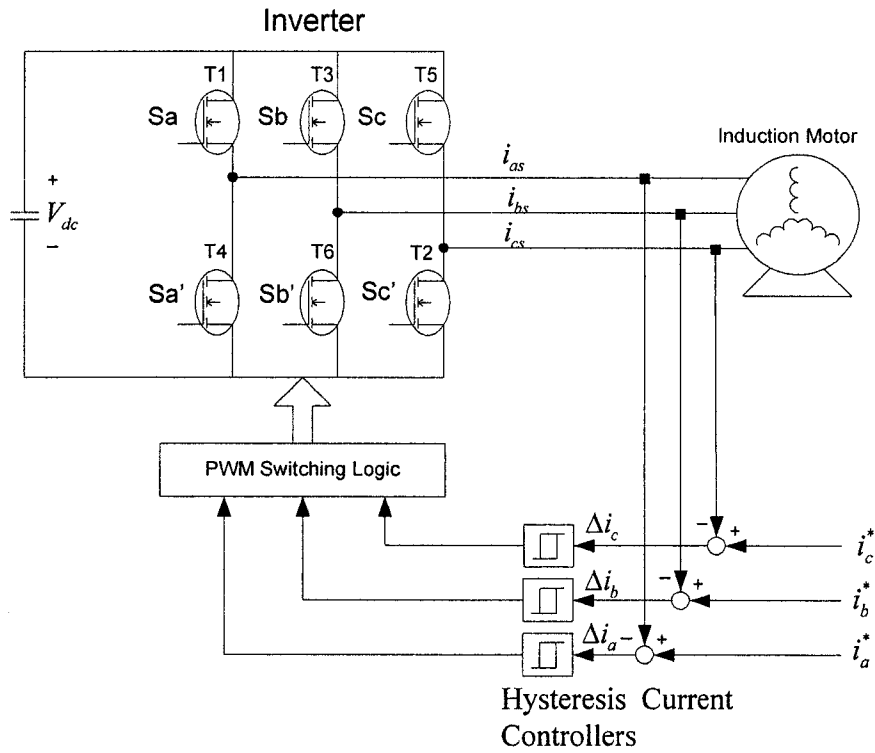 Inverter
T1
T3
T5
Sa
Sb
Sc
Induction Motor
i_as
+
V_dc
−
i_bs
i_cs
T4
T6
T2
Sa'
Sb'
Sc'
PWM Switching Logic
Δi_c
−
+
i_c^*
Δi_b
−
+
i_b^*
Δi_a
−
+
i_a^*
Hysteresis Current
Controllers